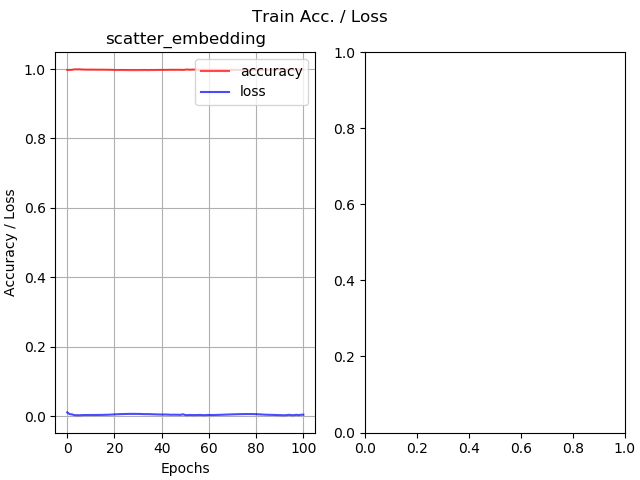 Train Acc. / Loss
scatter_embedding
accuracy
loss
Accuracy / Loss
1.0
0.8
0.6
0.4
0.2
0.0
0 20 40 60 80 100
Epochs
1.0
0.8
0.6
0.4
0.2
0.0
0.0 0.2 0.4 0.6 0.8 1.0